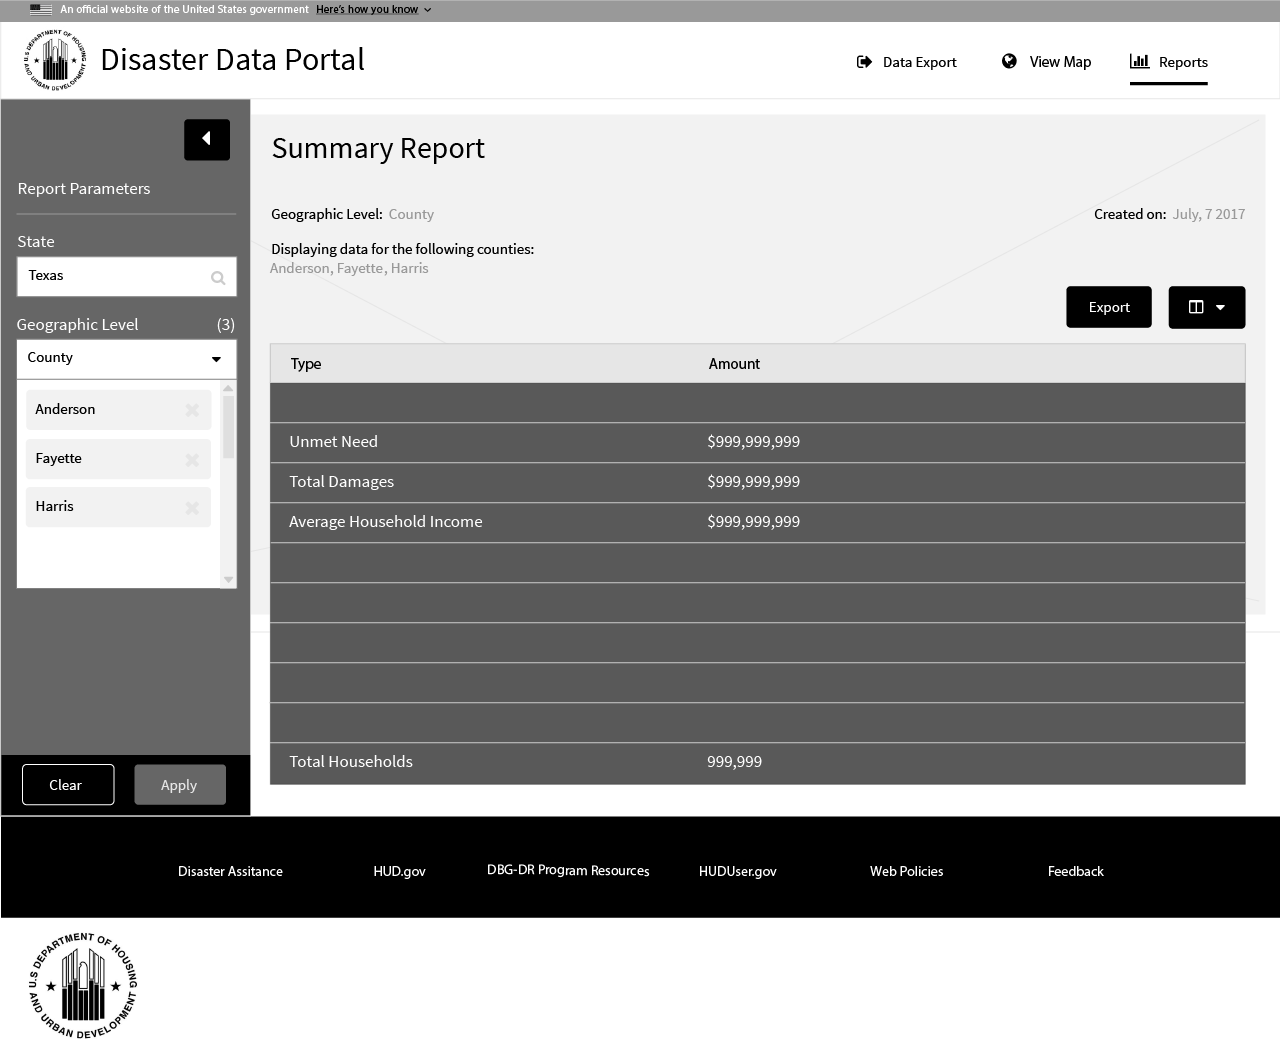 An official website of the United States government Here's how you know
U.S DEPARTMENT OF HOUSING AND URBAN DEVELOPMENT
Disaster Data Portal
Data Export
View Map
Reports
Report Parameters
State
Texas
Geographic Level (3)
County
Anderson
Fayette
Harris
Clear
Apply
Summary Report
Geographic Level: County
Created on: July, 7 2017
Displaying data for the following counties:
Anderson, Fayette, Harris
Export
Type Amount
Unmet Need $999,999,999
Total Damages $999,999,999
Average Household Income $999,999,999
Total Households 999,999
Disaster Assitance
HUD.gov
DBG-DR Program Resources
HUDUser.gov
Web Policies
Feedback
U.S DEPARTMENT OF HOUSING AND URBAN DEVELOPMENT